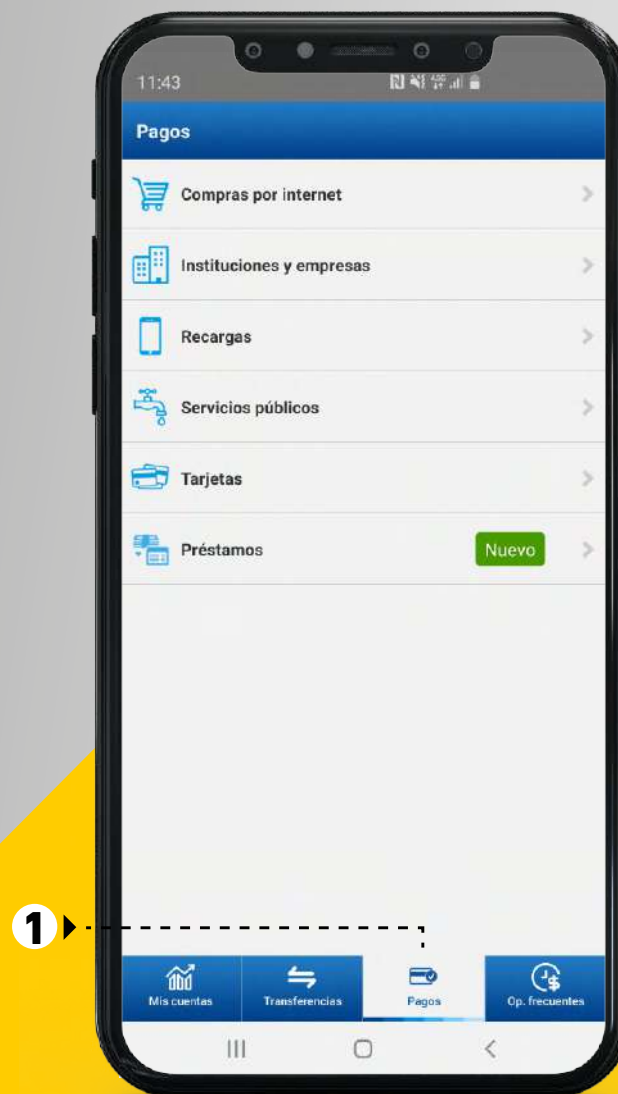 11:43
Pagos
Compras por internet
Instituciones y empresas
Recargas
Servicios públicos
Tarjetas
Préstamos Nuevo
1
Mis cuentas Transferencias Pagos Op. frecuentes